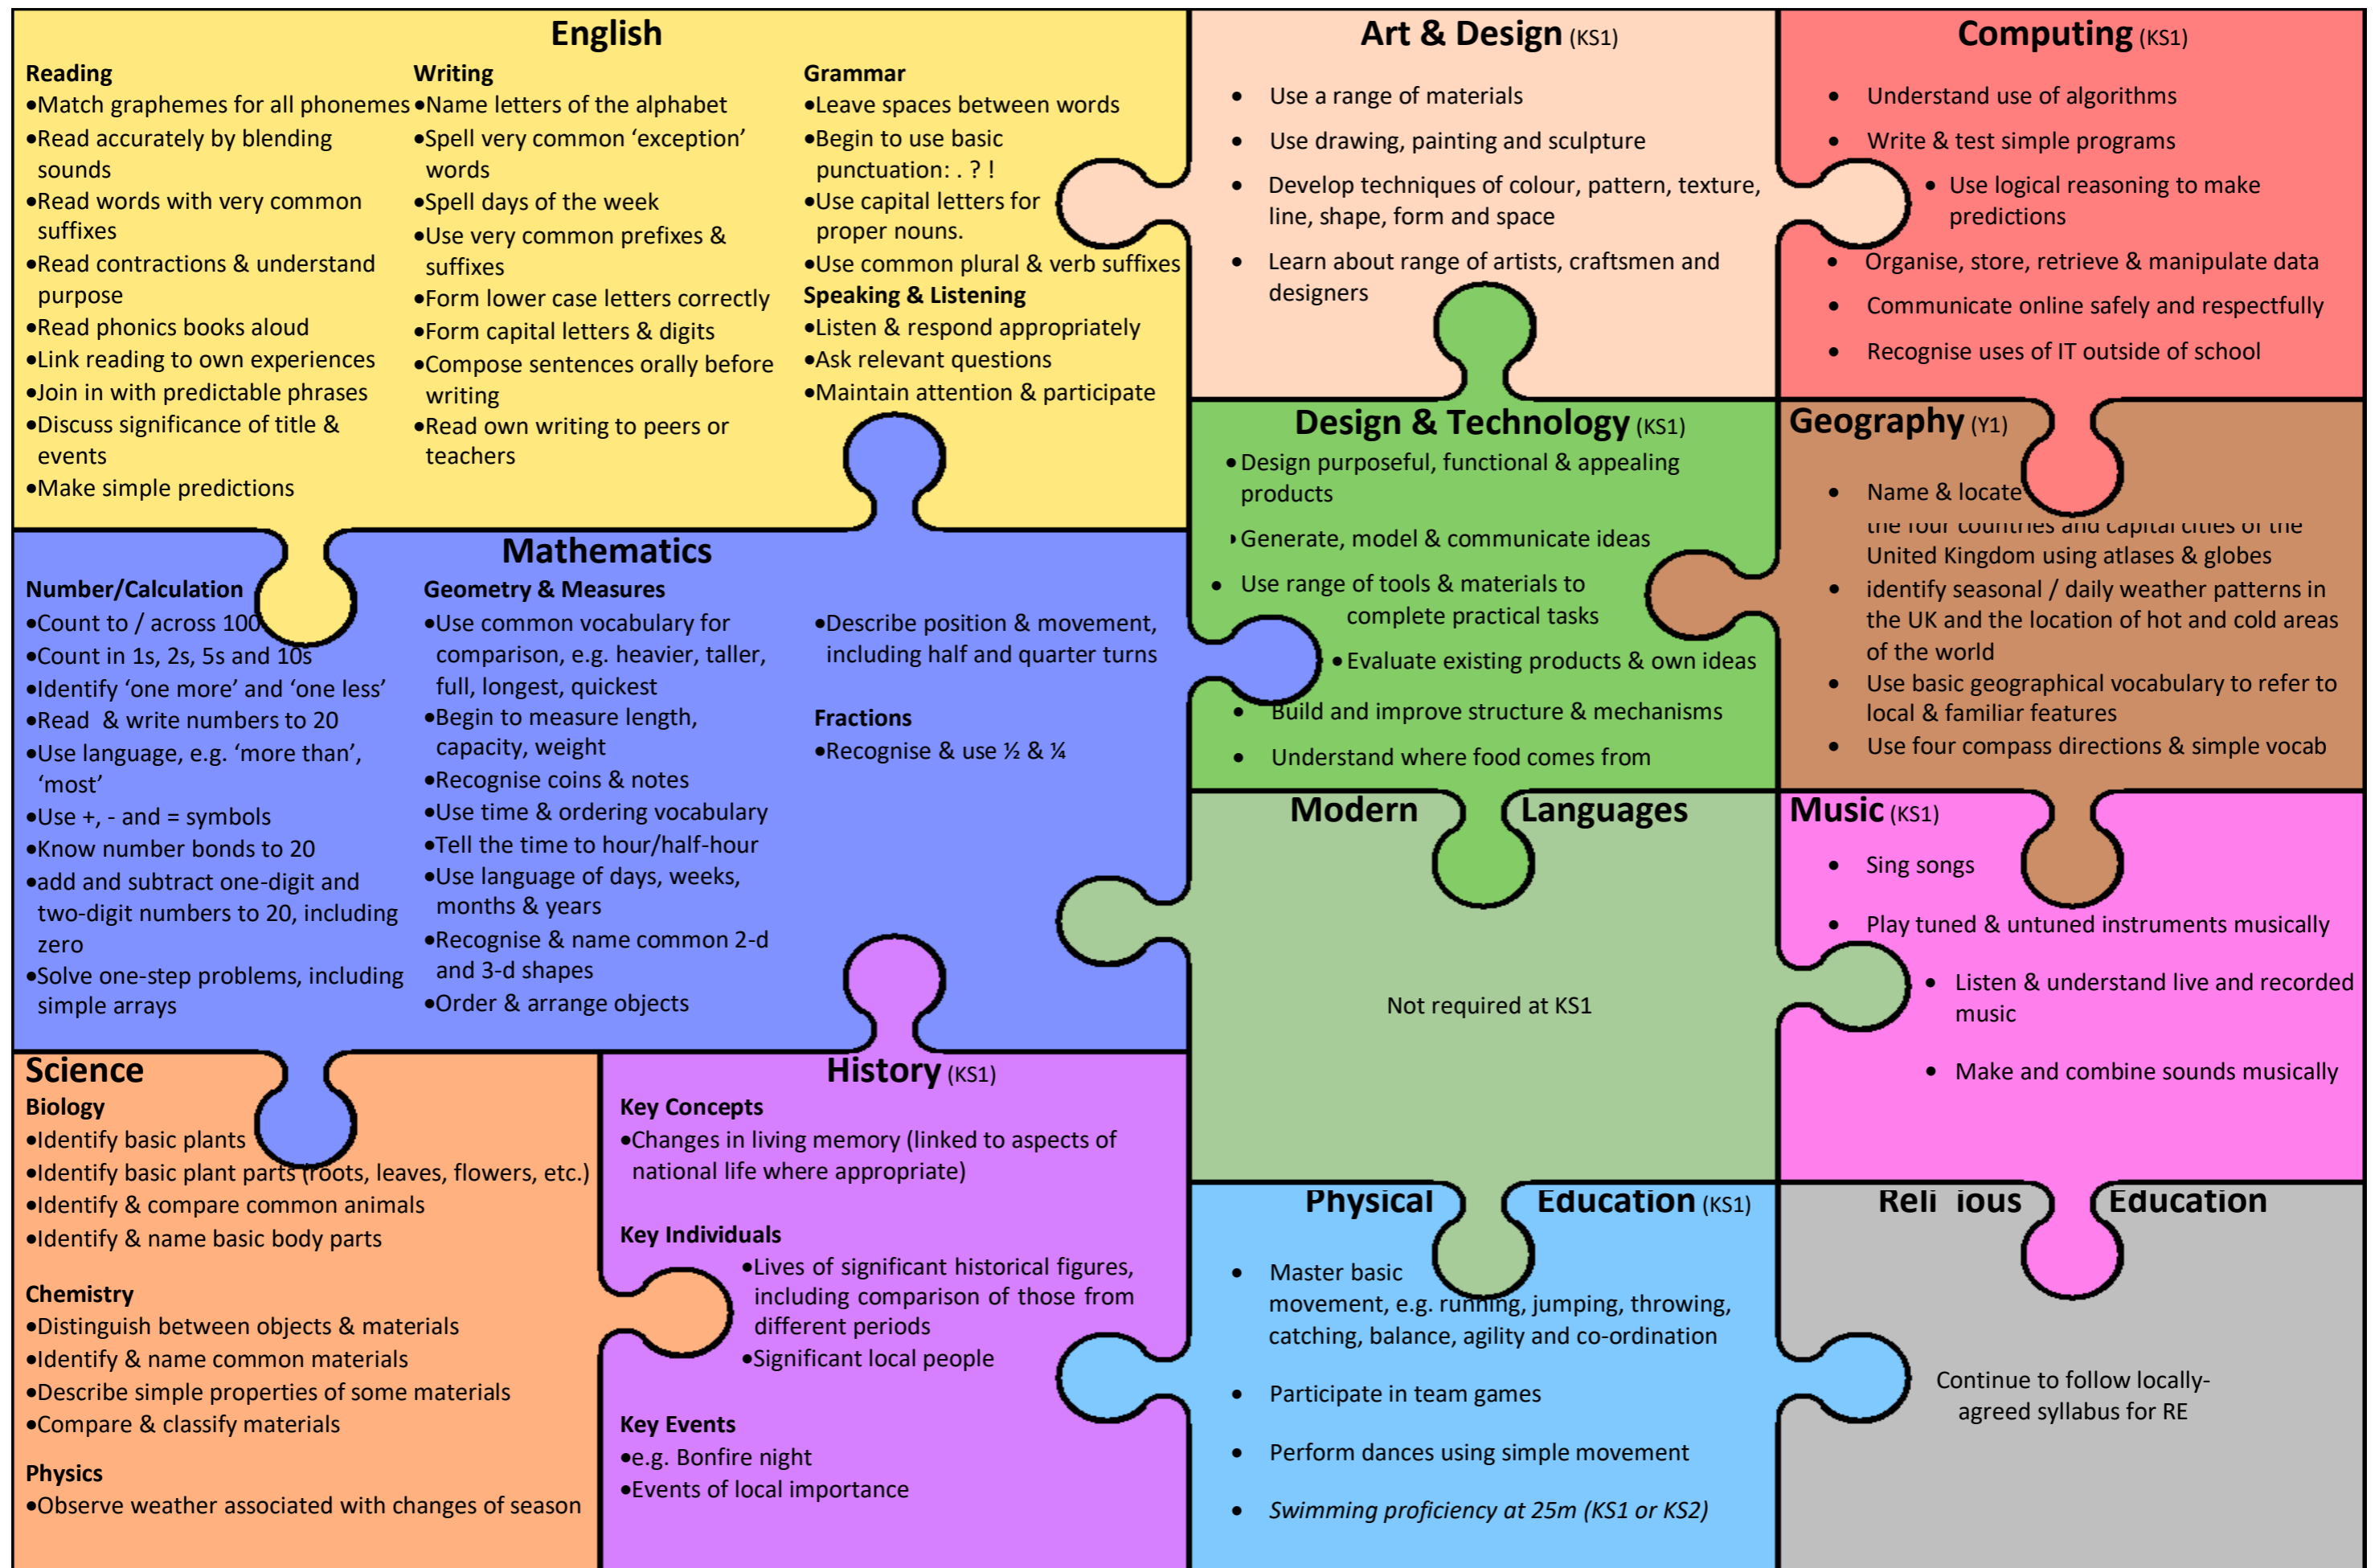 English
Reading
•Match graphemes for all phonemes
•Read accurately by blending
sounds
•Read words with very common
suffixes
•Read contractions & understand
purpose
•Read phonics books aloud
•Link reading to own experiences
•Join in with predictable phrases
•Discuss significance of title &
events
•Make simple predictions
Writing
•Name letters of the alphabet
•Spell very common ‘exception’
words
•Spell days of the week
•Use very common prefixes &
suffixes
•Form lower case letters correctly
•Form capital letters & digits
•Compose sentences orally before
writing
•Read own writing to peers or
teachers
Grammar
•Leave spaces between words
•Begin to use basic
punctuation: . ? !
•Use capital letters for
proper nouns.
•Use common plural & verb suffixes
Speaking & Listening
•Listen & respond appropriately
•Ask relevant questions
•Maintain attention & participate
Art & Design (KS1)
• Use a range of materials
• Use drawing, painting and sculpture
• Develop techniques of colour, pattern, texture,
line, shape, form and space
• Learn about range of artists, craftsmen and
designers
Computing (KS1)
• Understand use of algorithms
• Write & test simple programs
• Use logical reasoning to make
predictions
• Organise, store, retrieve & manipulate data
• Communicate online safely and respectfully
• Recognise uses of IT outside of school
Design & Technology (KS1)
• Design purposeful, functional & appealing
products
• Generate, model & communicate ideas
• Use range of tools & materials to
complete practical tasks
• Evaluate existing products & own ideas
• Build and improve structure & mechanisms
• Understand where food comes from
Geography (Y1)
• Name & locate
the four countries and capital cities of the
United Kingdom using atlases & globes
• identify seasonal / daily weather patterns in
the UK and the location of hot and cold areas
of the world
• Use basic geographical vocabulary to refer to
local & familiar features
• Use four compass directions & simple vocab
Mathematics
Number/Calculation
•Count to / across 100
•Count in 1s, 2s, 5s and 10s
•Identify ‘one more’ and ‘one less’
•Read & write numbers to 20
•Use language, e.g. ‘more than’,
‘most’
•Use +, - and = symbols
•Know number bonds to 20
•add and subtract one-digit and
two-digit numbers to 20, including
zero
•Solve one-step problems, including
simple arrays
Geometry & Measures
•Use common vocabulary for
comparison, e.g. heavier, taller,
full, longest, quickest
•Begin to measure length,
capacity, weight
•Recognise coins & notes
•Use time & ordering vocabulary
•Tell the time to hour/half-hour
•Use language of days, weeks,
months & years
•Recognise & name common 2-d
and 3-d shapes
•Order & arrange objects
•Describe position & movement,
including half and quarter turns
Fractions
•Recognise & use ½ & ¼
Modern Languages
Not required at KS1
Music (KS1)
• Sing songs
• Play tuned & untuned instruments musically
• Listen & understand live and recorded
music
• Make and combine sounds musically
Science
Biology
•Identify basic plants
•Identify basic plant parts (roots, leaves, flowers, etc.)
•Identify & compare common animals
•Identify & name basic body parts
Chemistry
•Distinguish between objects & materials
•Identify & name common materials
•Describe simple properties of some materials
•Compare & classify materials
Physics
•Observe weather associated with changes of season
History (KS1)
Key Concepts
•Changes in living memory (linked to aspects of
national life where appropriate)
Key Individuals
•Lives of significant historical figures,
including comparison of those from
different periods
•Significant local people
Key Events
•e.g. Bonfire night
•Events of local importance
Physical Education (KS1)
• Master basic
movement, e.g. running, jumping, throwing,
catching, balance, agility and co-ordination
• Participate in team games
• Perform dances using simple movement
• Swimming proficiency at 25m (KS1 or KS2)
Reli ious Education
Continue to follow locally-
agreed syllabus for RE